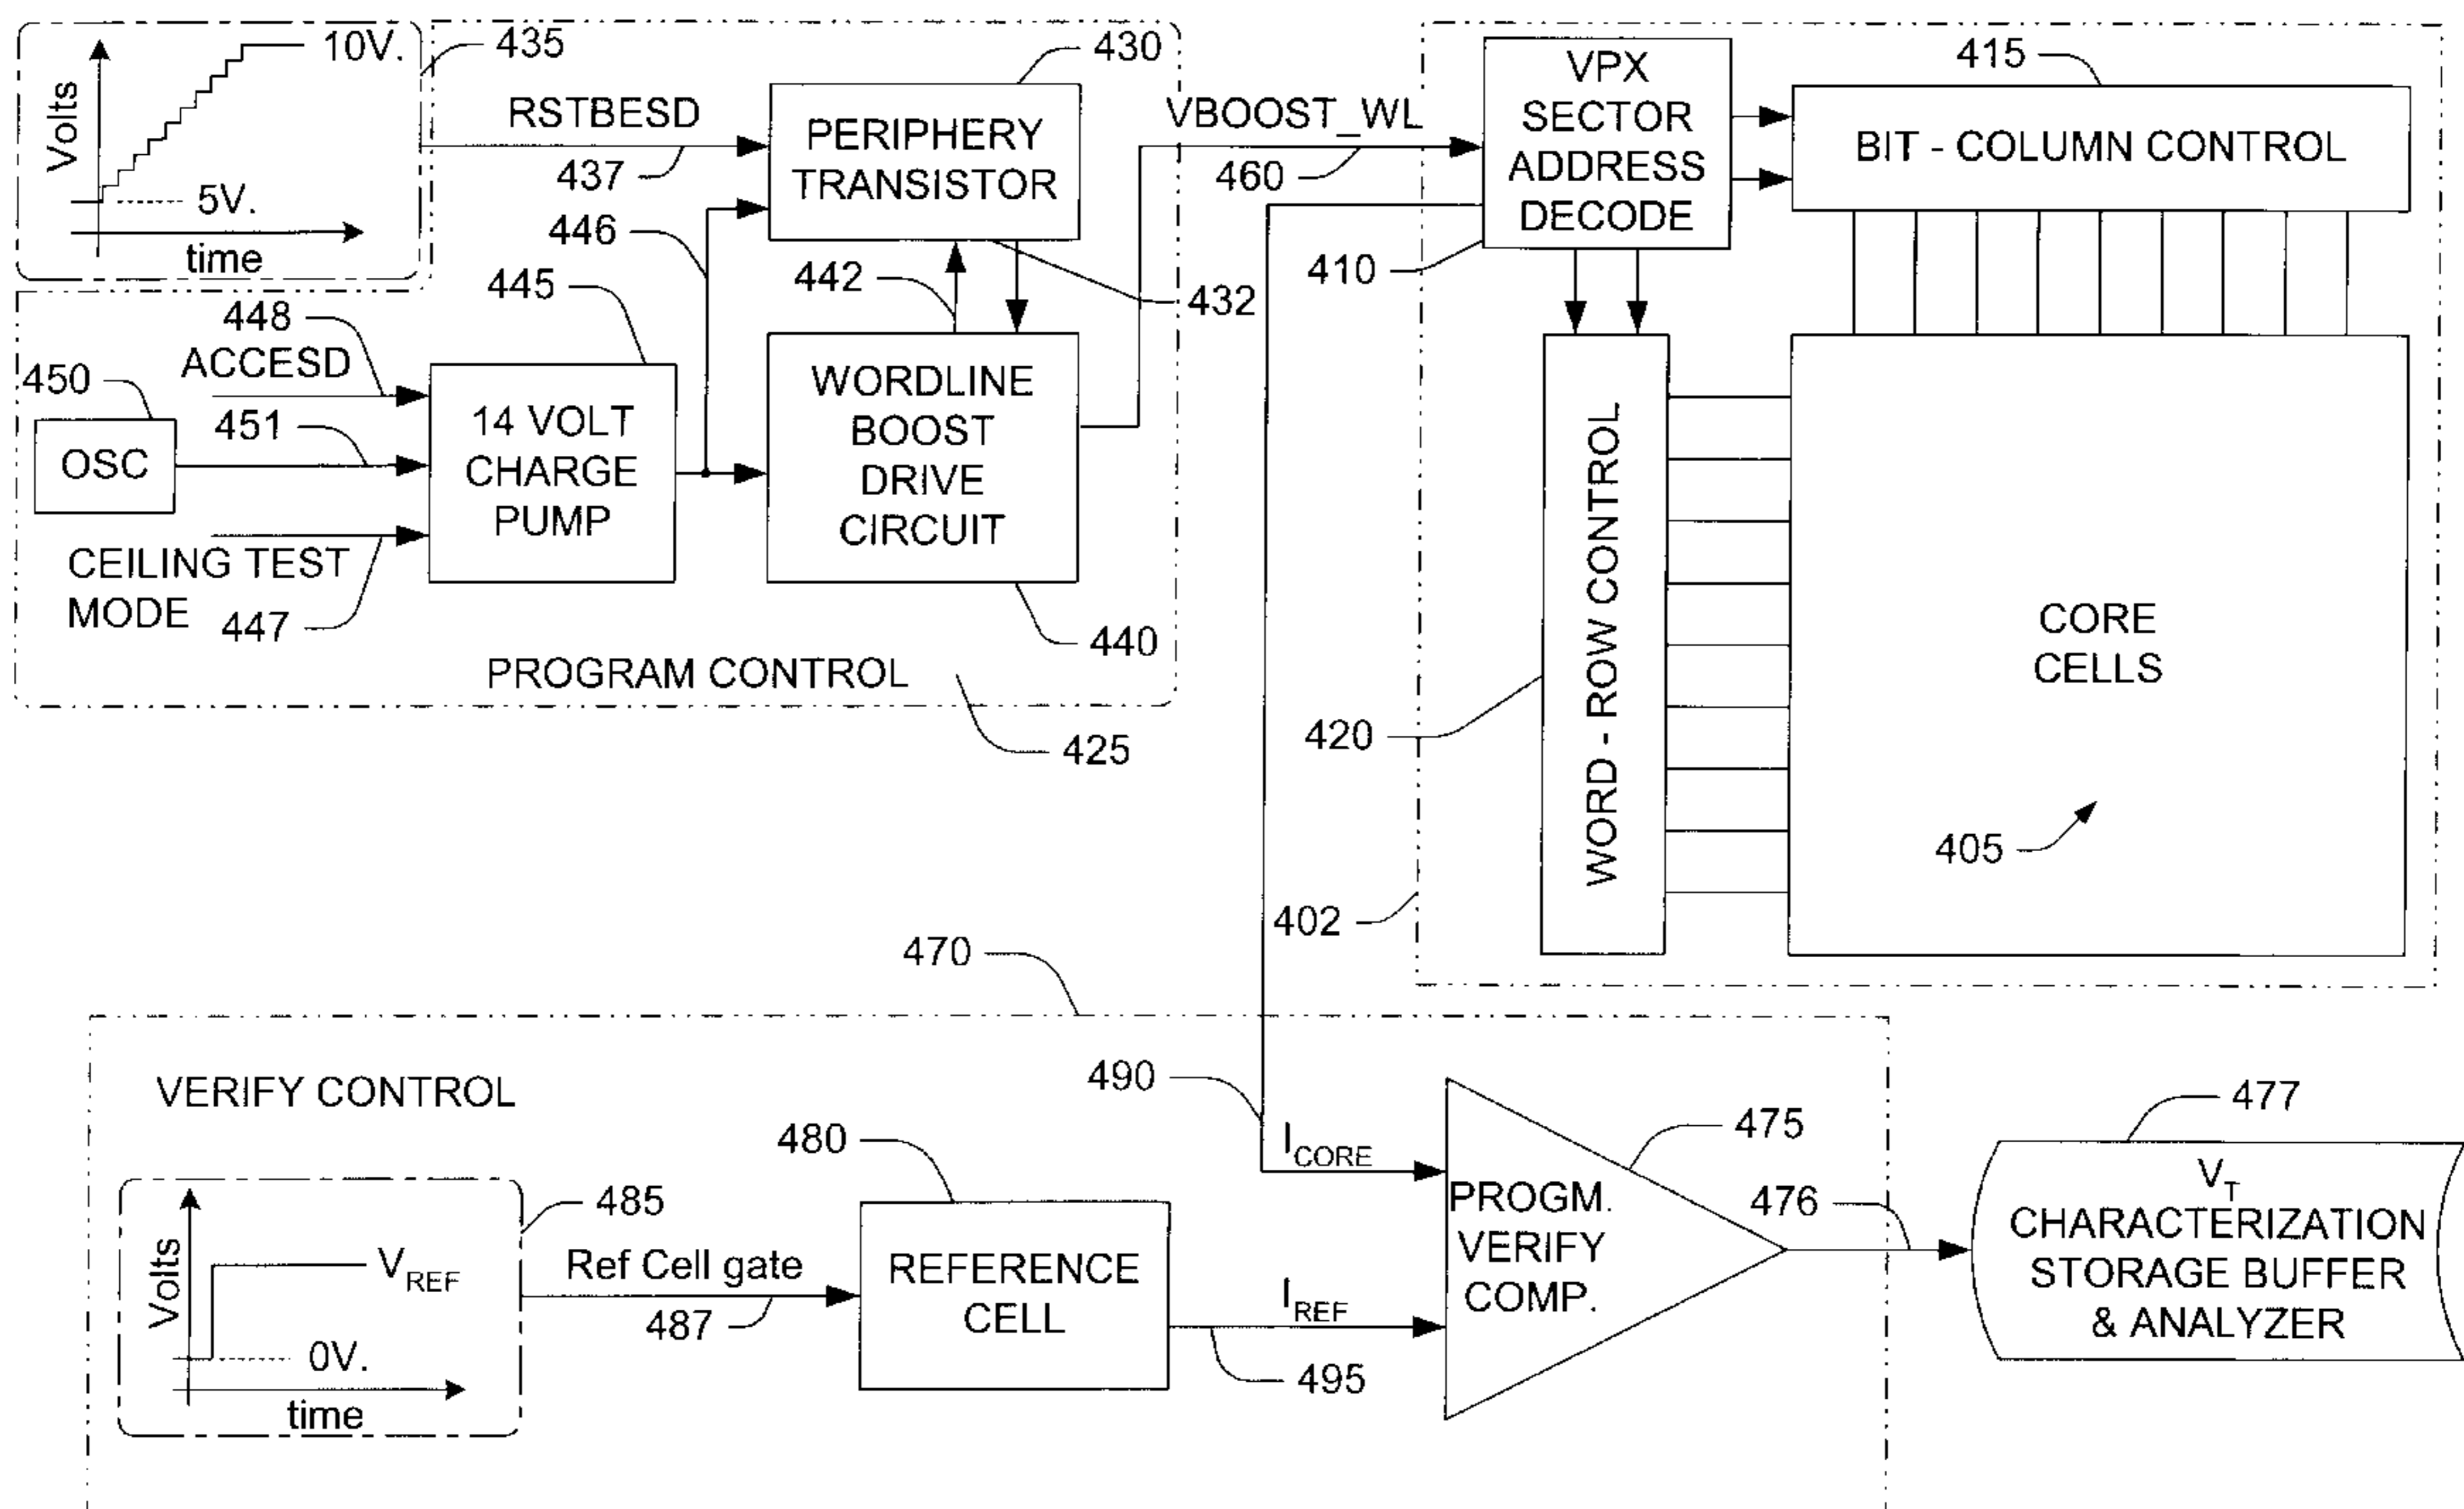 10V.
Volts
5V.
time
435
RSTBESD
437
430
PERIPHERY
TRANSISTOR
446
442
432
445
448
ACCESD
450
OSC
451
14 VOLT
CHARGE
PUMP
CEILING TEST
MODE
447
WORDLINE
BOOST
DRIVE
CIRCUIT
440
PROGRAM CONTROL
425
VBOOST_WL
460
VPX
SECTOR
ADDRESS
DECODE
410
415
BIT - COLUMN CONTROL
WORD - ROW CONTROL
420
CORE
CELLS
405
402
470
VERIFY CONTROL
Volts
V_REF
0V.
time
485
Ref Cell gate
487
480
REFERENCE
CELL
490
I_CORE
I_REF
495
PROGM.
VERIFY
COMP.
475
476
477
V_T
CHARACTERIZATION
STORAGE BUFFER
& ANALYZER